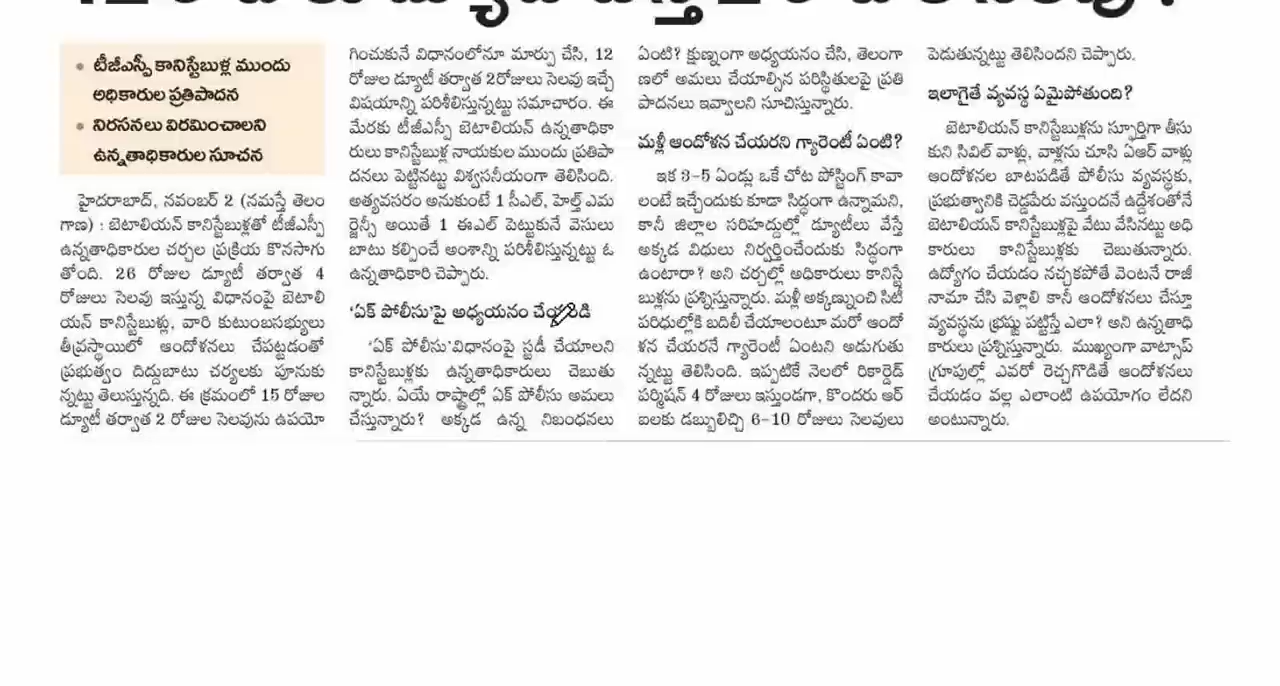 • టీజీఎస్పీ కానిస్టేబుళ్ల ముందు
అధికారుల ప్రతిపాదన
• నిరసనలు విరమించాలని
ఉన్నతాధికారుల సూచన
హైదరాబాద్, నవంబర్ 2 (నమస్తే తెలం
గాణ) : బెటాలియన్ కానిస్టేబుళ్లతో టీజీఎస్పీ
ఉన్నతాధికారుల చర్చల ప్రక్రియ కొనసాగు
తోంది. 26 రోజుల డ్యూటీ తర్వాత 4
రోజులు సెలవు ఇస్తున్న విధానంపై బెటాలి
యన్ కానిస్టేబుళ్లు, వారి కుటుంబసభ్యులు
తీవ్రస్థాయిలో ఆందోళనలు చేపట్టడంతో
ప్రభుత్వం దిద్దుబాటు చర్యలకు పూనుకు
న్నట్టు తెలుస్తున్నది. ఈ క్రమంలో 15 రోజుల
డ్యూటీ తర్వాత 2 రోజుల సెలవును ఉపయో
గించుకునే విధానంలోనూ మార్పు చేసి, 12
రోజుల డ్యూటీ తర్వాత 2రోజులు సెలవు ఇచ్చే
విషయాన్ని పరిశీలిస్తున్నట్టు సమాచారం. ఈ
మేరకు టీజీఎస్పీ బెటాలియన్ ఉన్నతాధికా
రులు కానిస్టేబుళ్ల నాయకుల ముందు ప్రతిపా
దనలు పెట్టినట్టు విశ్వసనీయంగా తెలిసింది.
అత్యవసరం అనుకుంటే 1 సీఎల్, హెల్త్ ఎమ
ర్జెన్సీ అయితే 1 ఈఎల్ పెట్టుకునే వెసులు
బాటు కల్పించే అంశాన్ని పరిశీలిస్తున్నట్టు ఓ
ఉన్నతాధికారి చెప్పారు.
‘ఏక్ పోలీసు’పై అధ్యయనం చేయండి
‘ఏక్ పోలీసు’విధానంపై స్టడీ చేయాలని
కానిస్టేబుళ్లకు ఉన్నతాధికారులు చెబుతు
న్నారు. ఏయే రాష్ట్రాల్లో ఏక్ పోలీసు అమలు
చేస్తున్నారు? అక్కడ ఉన్న నిబంధనలు
ఏంటి? క్షుణ్నంగా అధ్యయనం చేసి, తెలంగా
ణలో అమలు చేయాల్సిన పరిస్థితులపై ప్రతి
పాదనలు ఇవ్వాలని సూచిస్తున్నారు.
మళ్లీ ఆందోళన చేయరని గ్యారెంటీ ఏంటి?
ఇక 3-5 ఏండ్లు ఒకే చోట పోస్టింగ్ కావా
లంటే ఇచ్చేందుకు కూడా సిద్ధంగా ఉన్నామని,
కానీ జిల్లాల సరిహద్దుల్లో డ్యూటీలు వేస్తే
అక్కడ విధులు నిర్వర్తించేందుకు సిద్ధంగా
ఉంటారా? అని చర్చల్లో అధికారులు కానిస్టే
బుళ్లను ప్రశ్నిస్తున్నారు. మళ్లీ అక్కణ్నుంచి సిటీ
పరిధుల్లోకి బదిలీ చేయాలంటూ మరో ఆందో
ళన చేయరనే గ్యారెంటీ ఏంటని అడుగుతు
న్నట్టు తెలిసింది. ఇప్పటికే నెలలో రికార్డెడ్
పర్మిషన్ 4 రోజులు ఇస్తుండగా, కొందరు ఆర్
ఐలకు డబ్బులిచ్చి 6-10 రోజులు సెలవులు
పెడుతున్నట్టు తెలిసిందని చెప్పారు.
ఇలాగైతే వ్యవస్థ ఏమైపోతుంది?
బెటాలియన్ కానిస్టేబుళ్లను స్ఫూర్తిగా తీసు
కుని సివిల్ వాళ్లు, వాళ్లను చూసి ఏఆర్ వాళ్లు
ఆందోళనల బాటపడితే పోలీసు వ్యవస్థకు,
ప్రభుత్వానికి చెడ్డపేరు వస్తుందనే ఉద్దేశంతోనే
బెటాలియన్ కానిస్టేబుళ్లపై వేటు వేసినట్టు అధి
కారులు కానిస్టేబుళ్లకు చెబుతున్నారు.
ఉద్యోగం చేయడం నచ్చకపోతే వెంటనే రాజీ
నామా చేసి వెళ్లాలి కానీ ఆందోళనలు చేస్తూ
వ్యవస్థను భ్రష్టు పట్టిస్తే ఎలా? అని ఉన్నతాధి
కారులు ప్రశ్నిస్తున్నారు. ముఖ్యంగా వాట్సాప్
గ్రూపుల్లో ఎవరో రెచ్చగొడితే ఆందోళనలు
చేయడం వల్ల ఎలాంటి ఉపయోగం లేదని
అంటున్నారు.